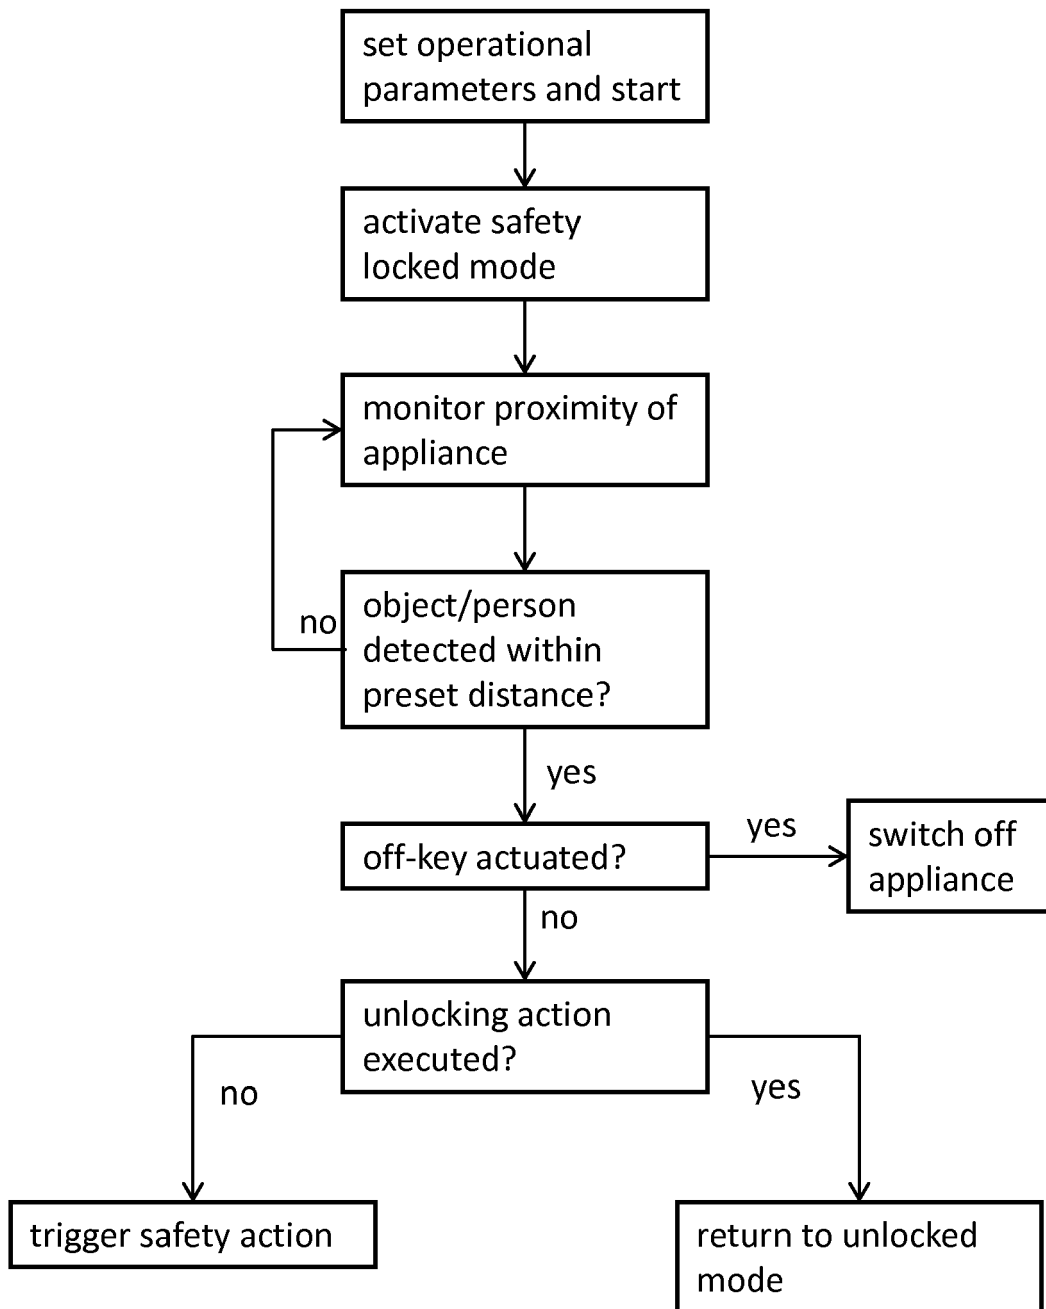 set operational
parameters and start
activate safety
locked mode
monitor proximity of
appliance
no
object/person
detected within
preset distance?
yes
off-key actuated?
yes
switch off
appliance
no
unlocking action
executed?
no
yes
trigger safety action
return to unlocked
mode